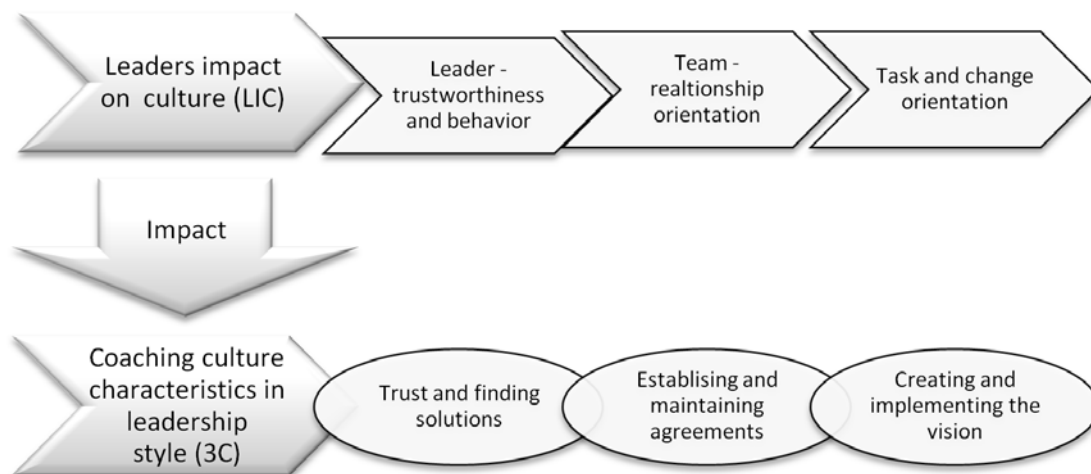 Leaders impact
on culture (LIC)
Leader -
trustworthiness
and behavior
Team -
realtionship
orientation
Task and change
orientation
Impact
Coaching culture
characteristics in
leadership
style (3C)
Trust and finding
solutions
Establising and
maintaining
agreements
Creating and
implementing the
vision